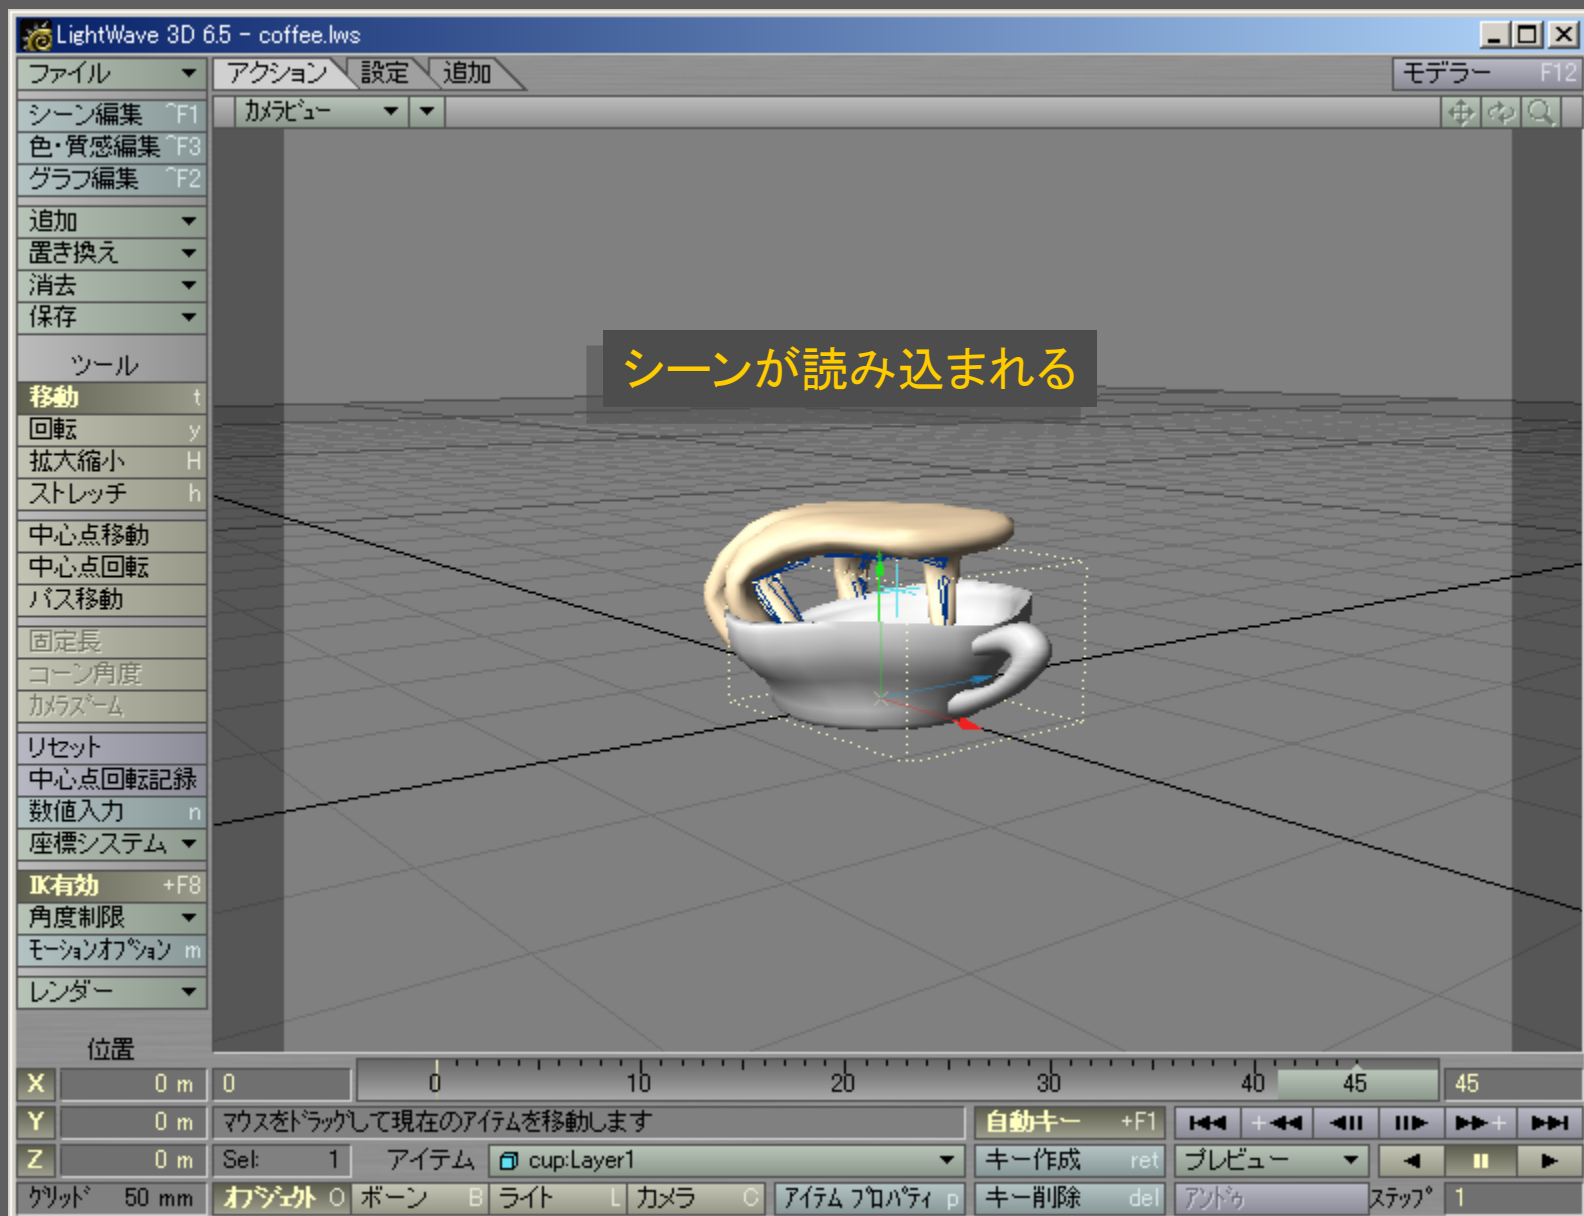 LightWave 3D 6.5 - coffee.lws
ファイル
アクション 設定 追加
モデラー F12
シーン編集 ^F1
カメラビュー
色・質感編集 ^F3
グラフ編集 ^F2
追加
置き換え
消去
保存
ツール
シーンが読み込まれる
移動 t
回転 y
拡大縮小 H
ストレッチ h
中心点移動
中心点回転
パス移動
固定長
コーン角度
カメラズーム
リセット
中心点回転記録
数値入力 n
座標システム
IK有効 +F8
角度制限
モーションオプション m
レンダー
位置
X 0 m 0 0 10 20 30 40 45 45
Y 0 m マウスをドラッグして現在のアイテムを移動します 自動キー +F1
Z 0 m Sel: 1 アイテム cup:Layer1 キー作成 ret プレビュー
グリッド 50 mm オブジェクト O ボーン B ライト L カメラ C アイテム プロパティ p キー削除 del アンドゥ ステップ 1